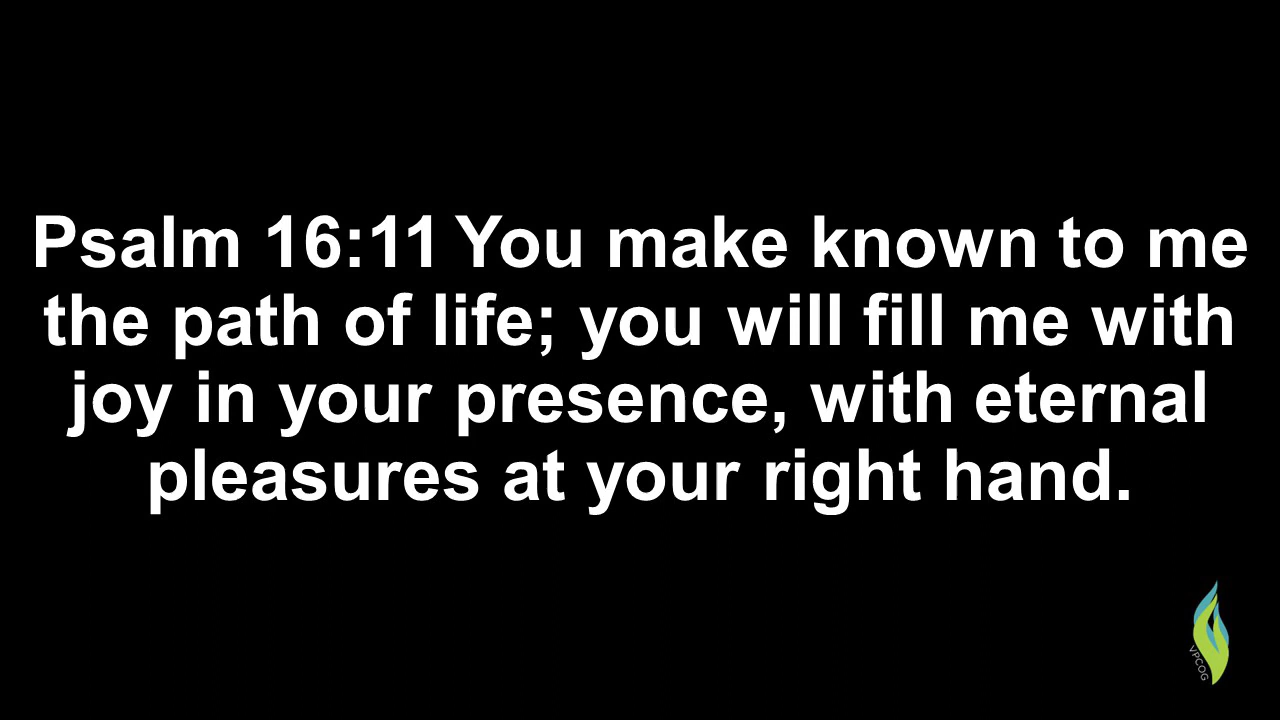 Psalm 16:11 You make known to me
the path of life; you will fill me with
joy in your presence, with eternal
pleasures at your right hand.
VPCOG